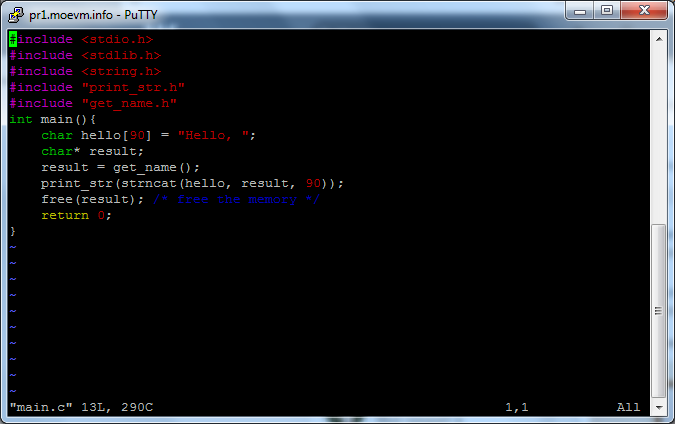 pr1.moevm.info - PuTTY
#include <stdio.h>
#include <stdlib.h>
#include <string.h>
#include "print_str.h"
#include "get_name.h"
int main(){
    char hello[90] = "Hello, ";
    char* result;
    result = get_name();
    print_str(strncat(hello, result, 90));
    free(result); /* free the memory */
    return 0;
}
~
~
~
~
~
~
~
~
~
~
"main.c" 13L, 290C 1,1 All